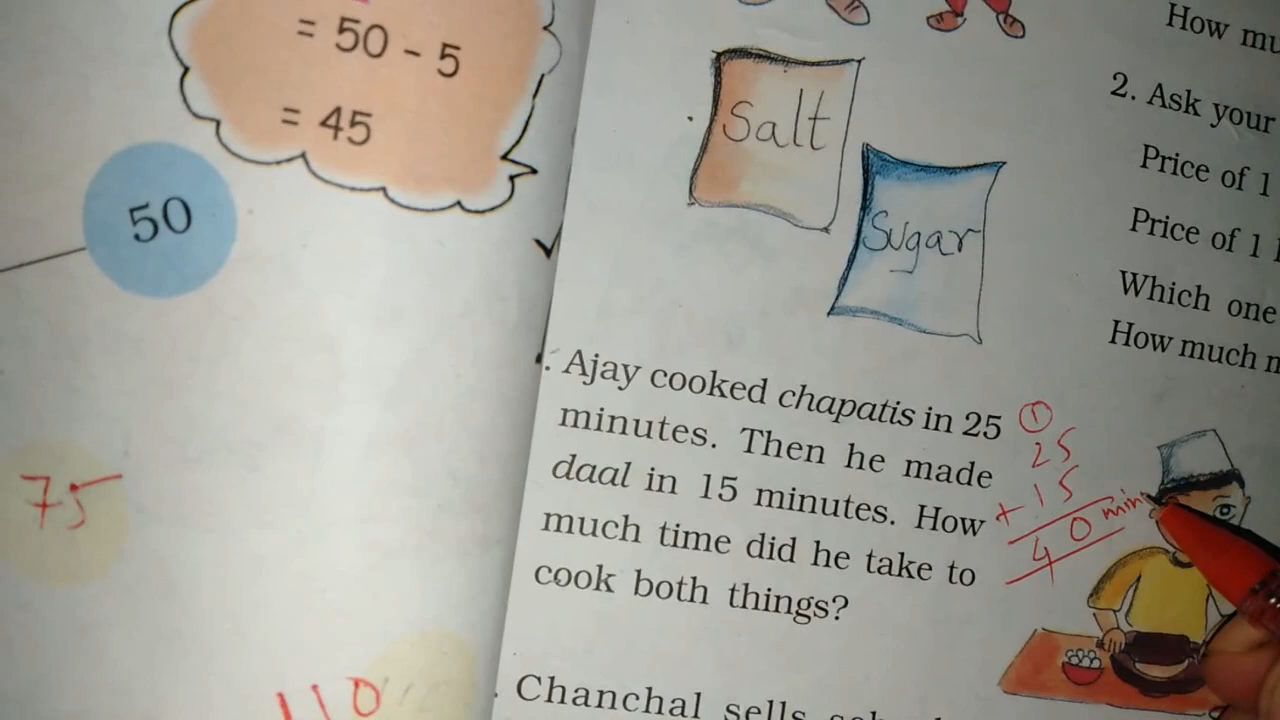 = 50 - 5
= 45
50
75
110
Salt
Sugar
Ajay cooked chapatis in 25
minutes. Then he made
daal in 15 minutes. How
much time did he take to
cook both things?
1
25
+ 15
40 min
Chanchal sells
How
2. Ask your
Price of 1
Price of 1
Which one
How much